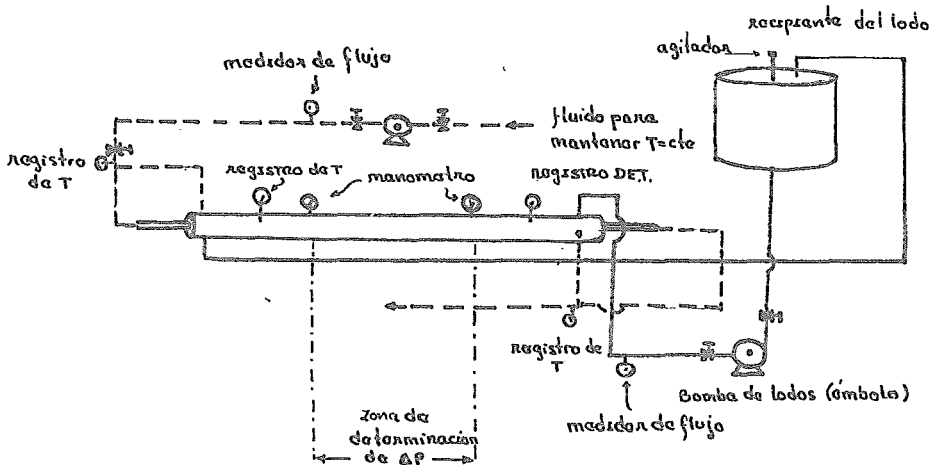 recipiente del lodo
agitador
medidor de flujo
fluido para
mantener T=cte
registro
de T
registro de T
manometro
registro DE T.
registro de
T
Bomba de lodos (émbolo)
medidor de flujo
zona de
determinacion
de ΔP